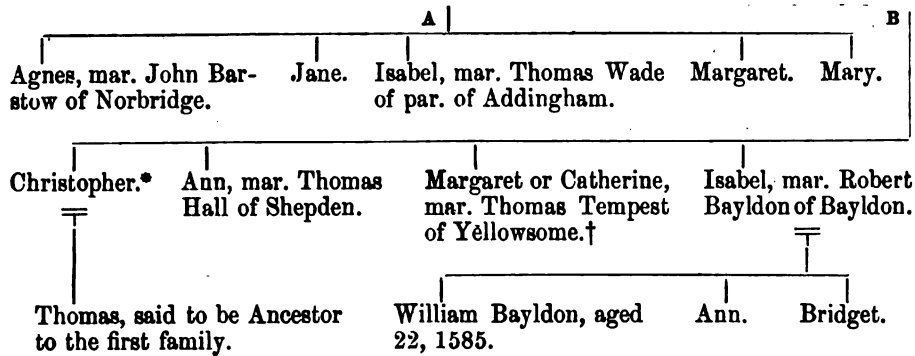 A B
Agnes, mar. John Bar- Jane. Isabel, mar. Thomas Wade Margaret. Mary.
stow of Norbridge. of par. of Addingham.
Christopher.* Ann, mar. Thomas Margaret or Catherine, Isabel, mar. Robert
Hall of Shepden. mar. Thomas Tempest Bayldon of Bayldon.
of Yellowsome.†
Thomas, said to be Ancestor William Bayldon, aged Ann. Bridget.
to the first family. 22, 1585.